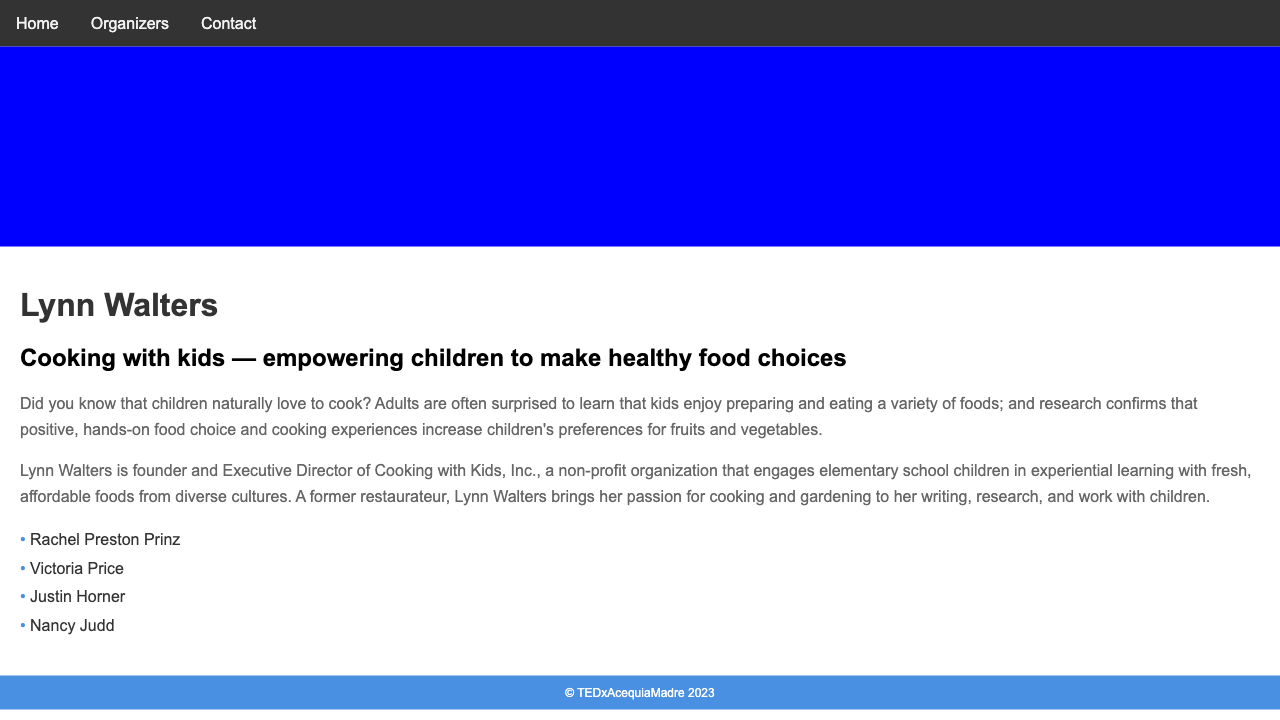 Home Organizers Contact
Lynn Walters
Cooking with kids — empowering children to make healthy food choices
Did you know that children naturally love to cook? Adults are often surprised to learn that kids enjoy preparing and eating a variety of foods; and research confirms that
positive, hands-on food choice and cooking experiences increase children's preferences for fruits and vegetables.
Lynn Walters is founder and Executive Director of Cooking with Kids, Inc., a non-profit organization that engages elementary school children in experiential learning with fresh,
affordable foods from diverse cultures. A former restaurateur, Lynn Walters brings her passion for cooking and gardening to her writing, research, and work with children.
• Rachel Preston Prinz
• Victoria Price
• Justin Horner
• Nancy Judd
© TEDxAcequiaMadre 2023